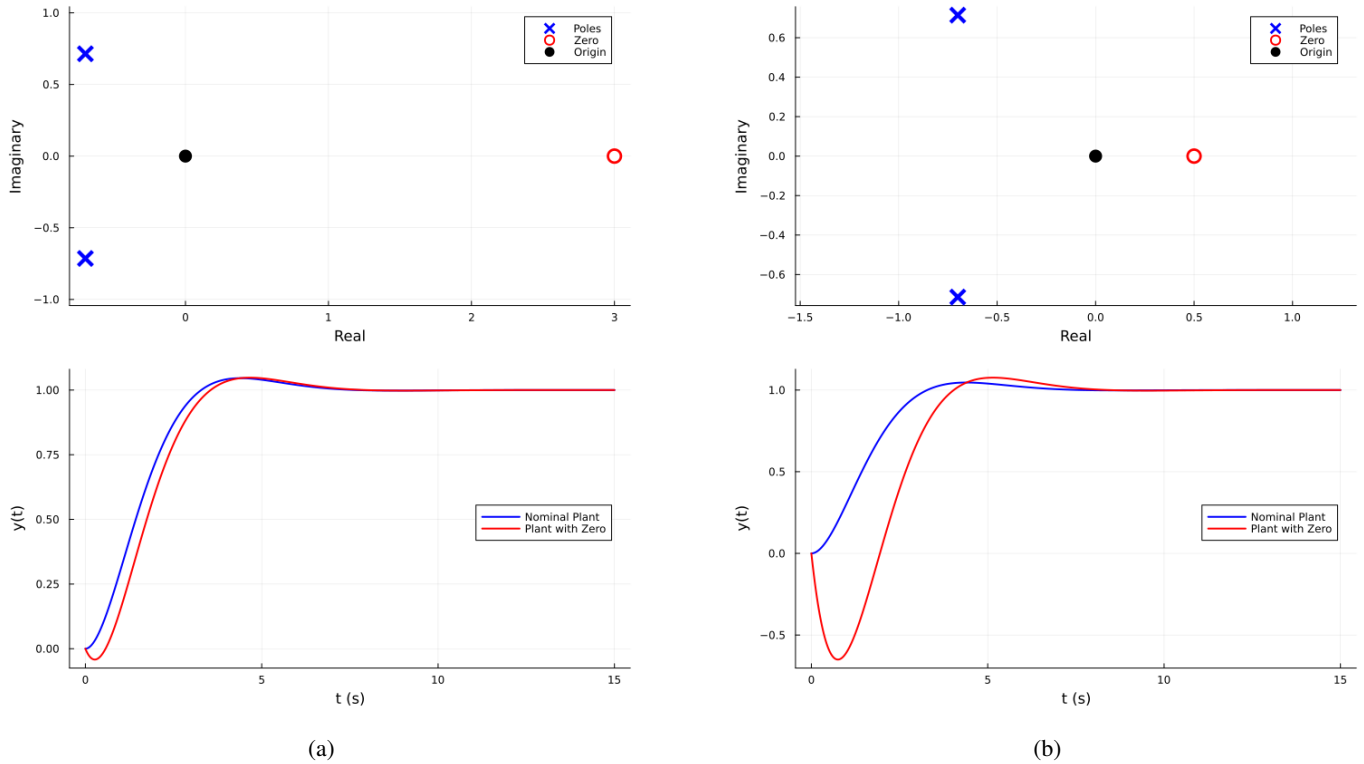 1.0
0.5
0.0
−0.5
−1.0
Imaginary
Poles
Zero
Origin
0
1
2
3
Real
0.6
0.4
0.2
0.0
−0.2
−0.4
−0.6
Imaginary
Poles
Zero
Origin
−1.5
−1.0
−0.5
0.0
0.5
1.0
Real
1.00
0.75
0.50
0.25
0.00
y(t)
Nominal Plant
Plant with Zero
0
5
10
15
t (s)
1.0
0.5
0.0
−0.5
y(t)
Nominal Plant
Plant with Zero
0
5
10
15
t (s)
(a)
(b)